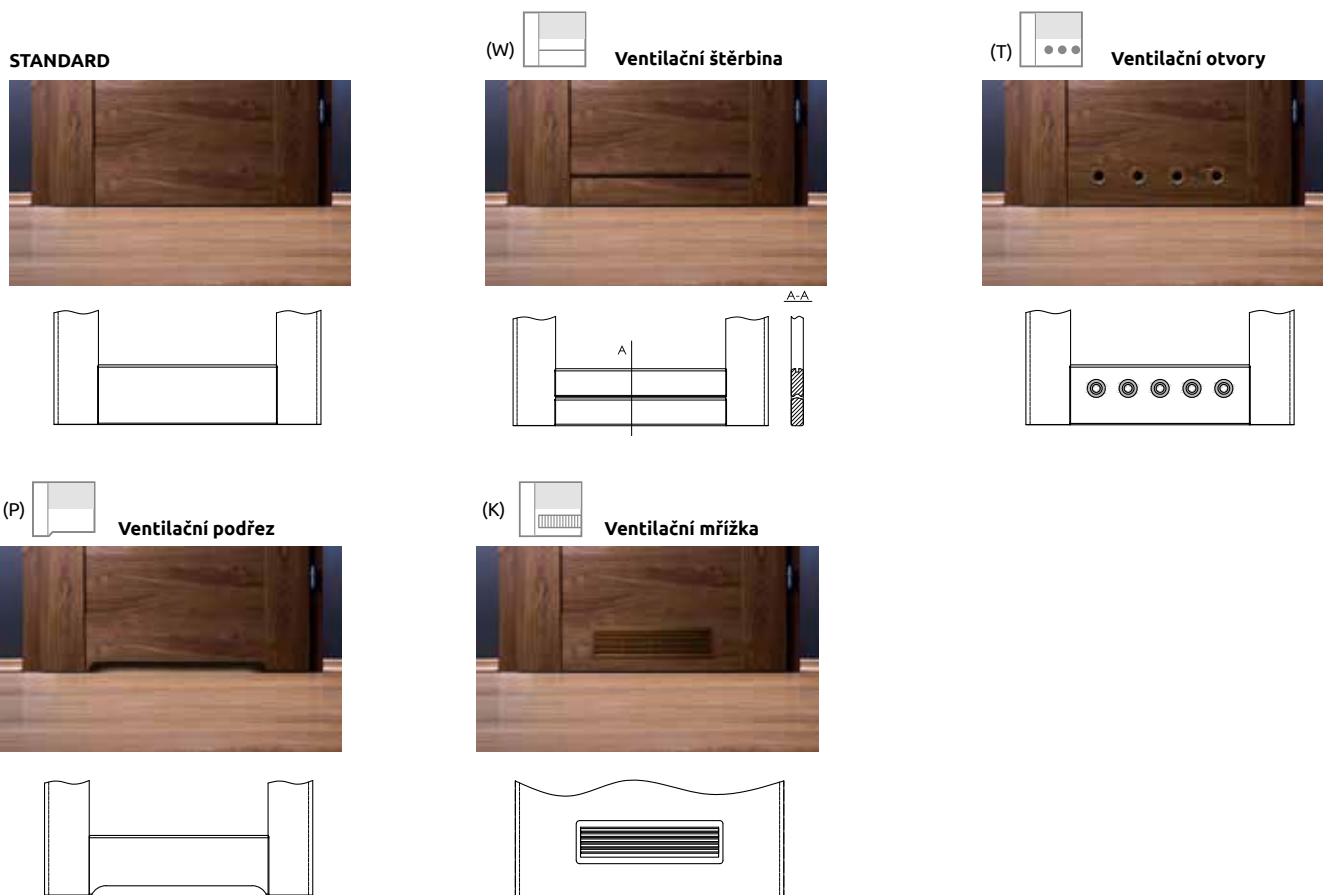 STANDARD
(W) Ventilační štěrbina
(T) Ventilační otvory
A-A
A
(P) Ventilační podřez
(K) Ventilační mřížka